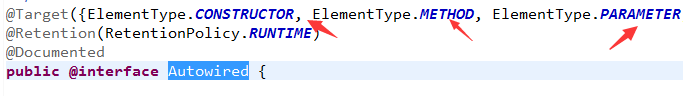 @Target({ElementType.CONSTRUCTOR, ElementType.METHOD, ElementType.PARAMETER
@Retention(RetentionPolicy.RUNTIME)
@Documented
public @interface Autowired {